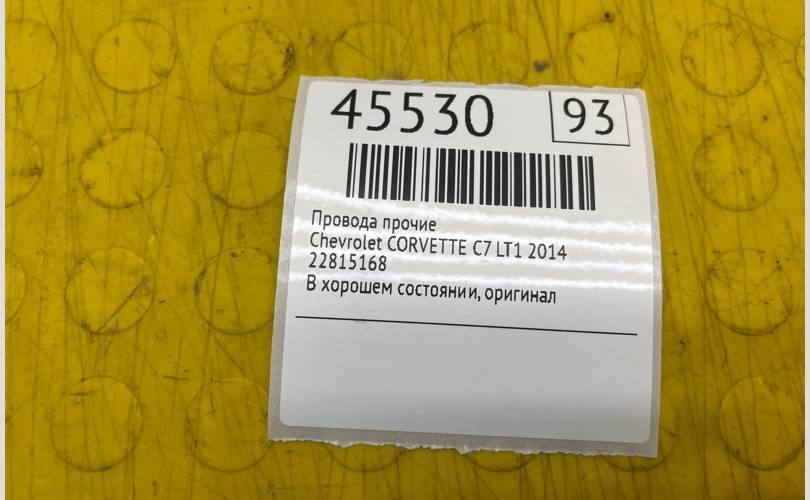 45530 93
Провода прочие
Chevrolet CORVETTE C7 LT1 2014
22815168
В хорошем состоянии, оригинал